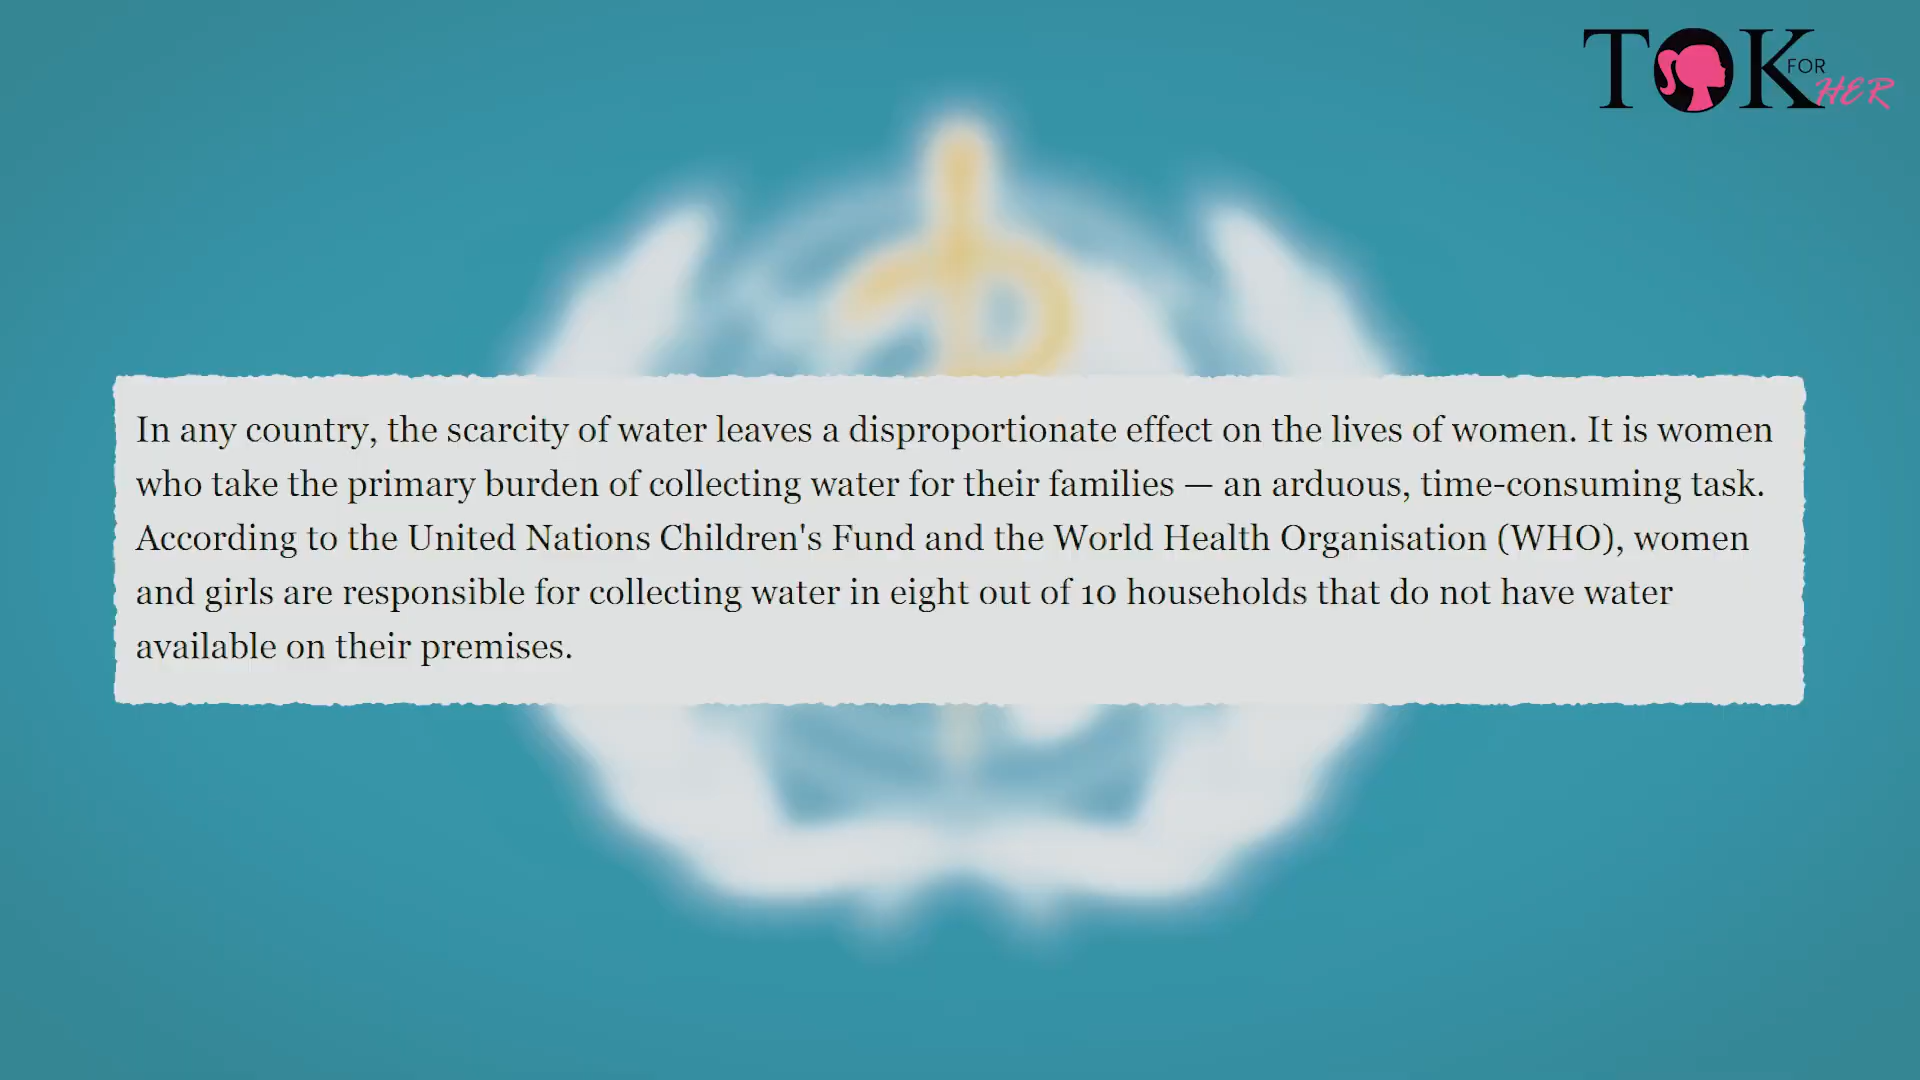 TOK
FOR
HER
In any country, the scarcity of water leaves a disproportionate effect on the lives of women. It is women
who take the primary burden of collecting water for their families — an arduous, time-consuming task.
According to the United Nations Children's Fund and the World Health Organisation (WHO), women
and girls are responsible for collecting water in eight out of 10 households that do not have water
available on their premises.